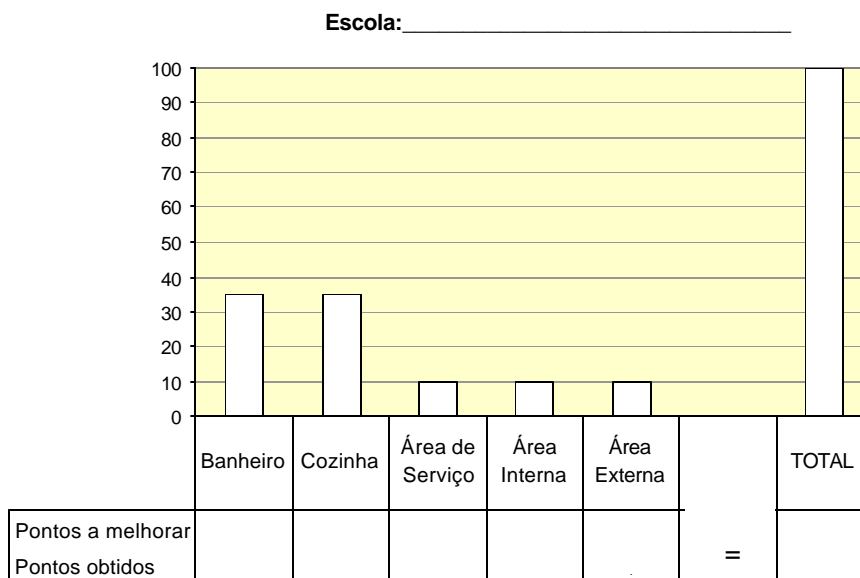 Escola:________________________________
100
90
80
70
60
50
40
30
20
10
0
Banheiro Cozinha Área de Serviço Área Interna Área Externa TOTAL
Pontos a melhorar
Pontos obtidos =